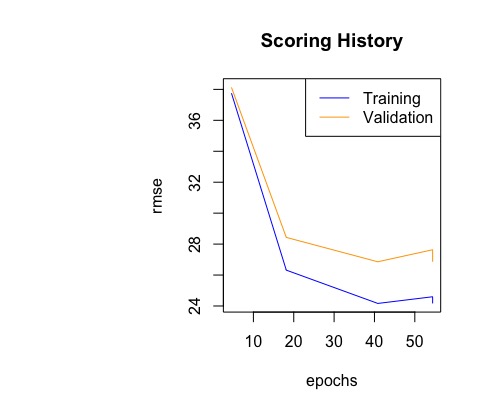 Scoring History
Training
Validation
rmse
36
32
28
24
10 20 30 40 50
epochs